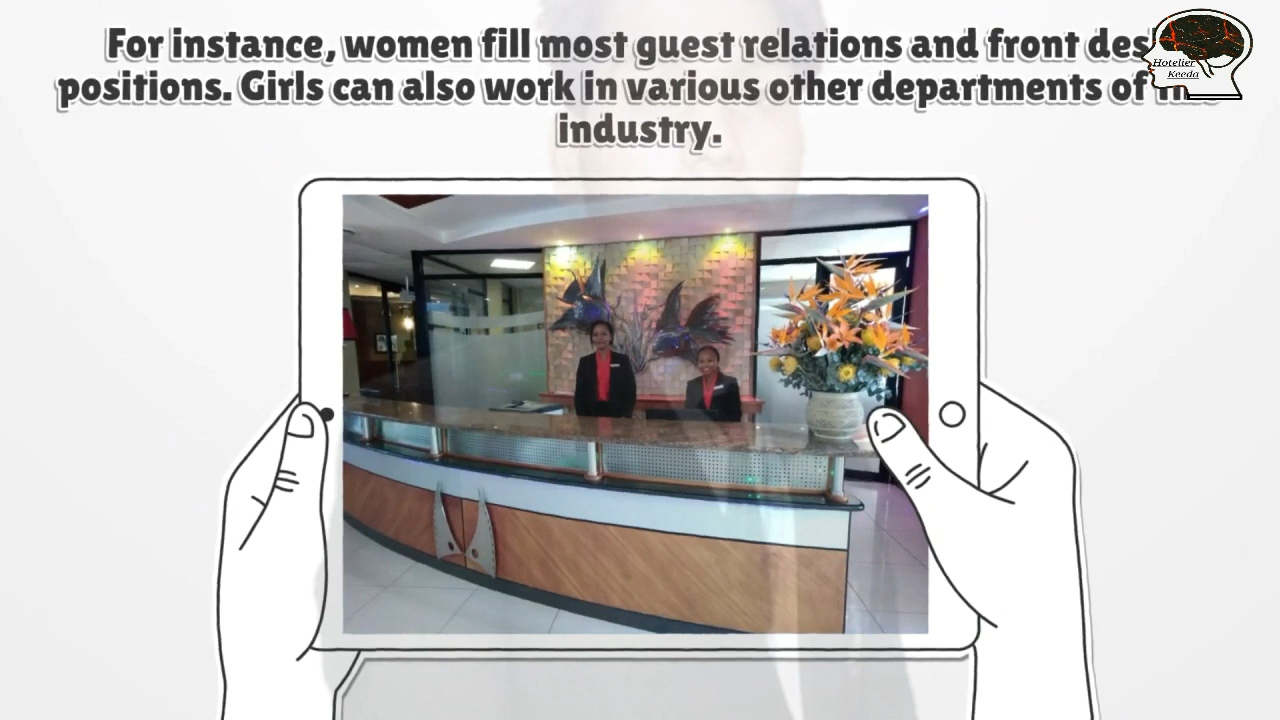 For instance, women fill most guest relations and front
positions. Girls can also work in various other departments of
industry.
Hotelier
Keeda